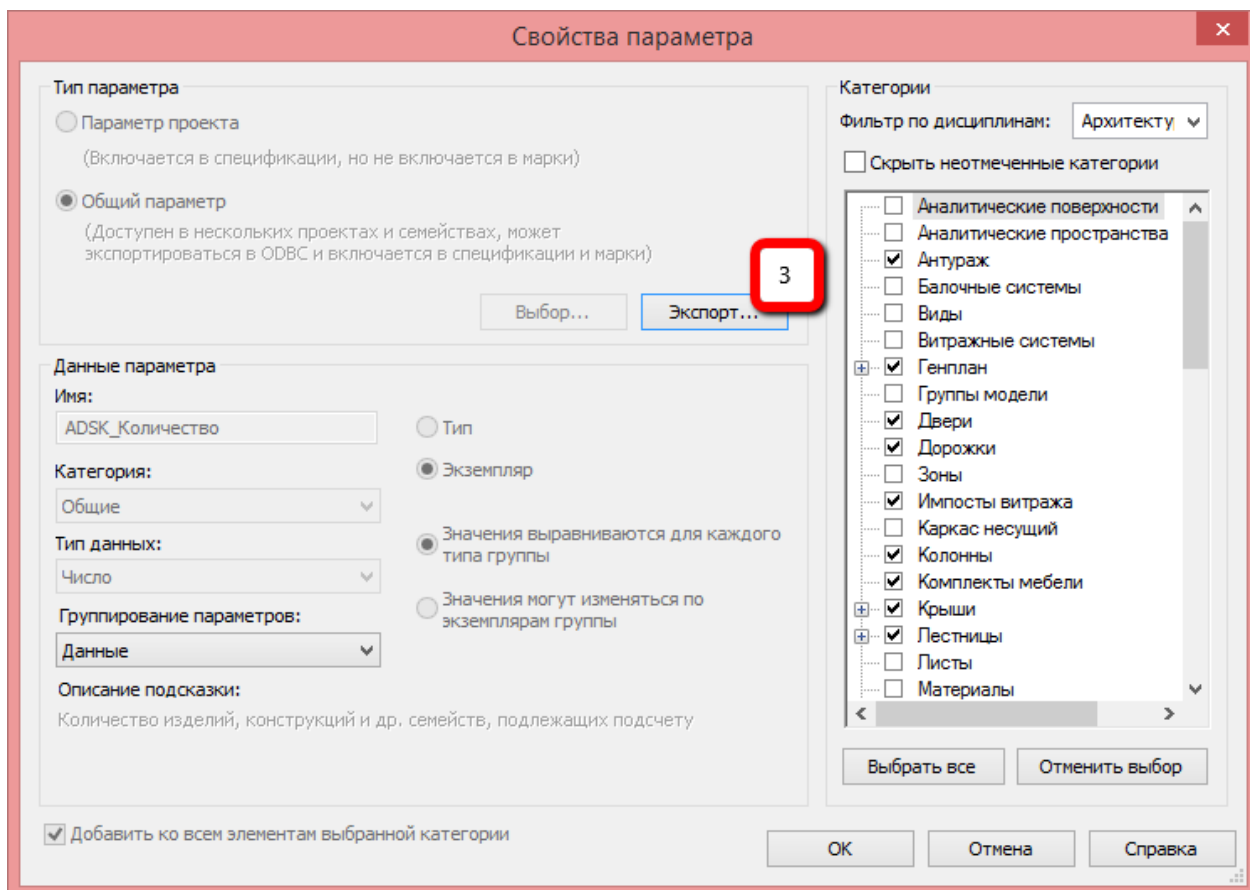 Свойства параметра
Тип параметра
Параметр проекта
(Включается в спецификации, но не включается в марки)
Общий параметр
(Доступен в нескольких проектах и семействах, может
экспортироваться в ODBC и включается в спецификации и марки)
3
Выбор...
Экспорт...
Данные параметра
Имя:
ADSK_Количество
Категория:
Общие
Тип данных:
Число
Группирование параметров:
Данные
Тип
Экземпляр
Значения выравниваются для каждого
типа группы
Значения могут изменяться по
экземплярам группы
Описание подсказки:
Количество изделий, конструкций и др. семейств, подлежащих подсчету
Добавить ко всем элементам выбранной категории
Категории
Фильтр по дисциплинам:
Архитекту
Скрыть неотмеченные категории
Аналитические поверхности
Аналитические пространства
Антураж
Балочные системы
Виды
Витражные системы
Генплан
Группы модели
Двери
Дорожки
Зоны
Импосты витража
Каркас несущий
Колонны
Комплекты мебели
Крыши
Лестницы
Листы
Материалы
Выбрать все
Отменить выбор
ОК
Отмена
Справка